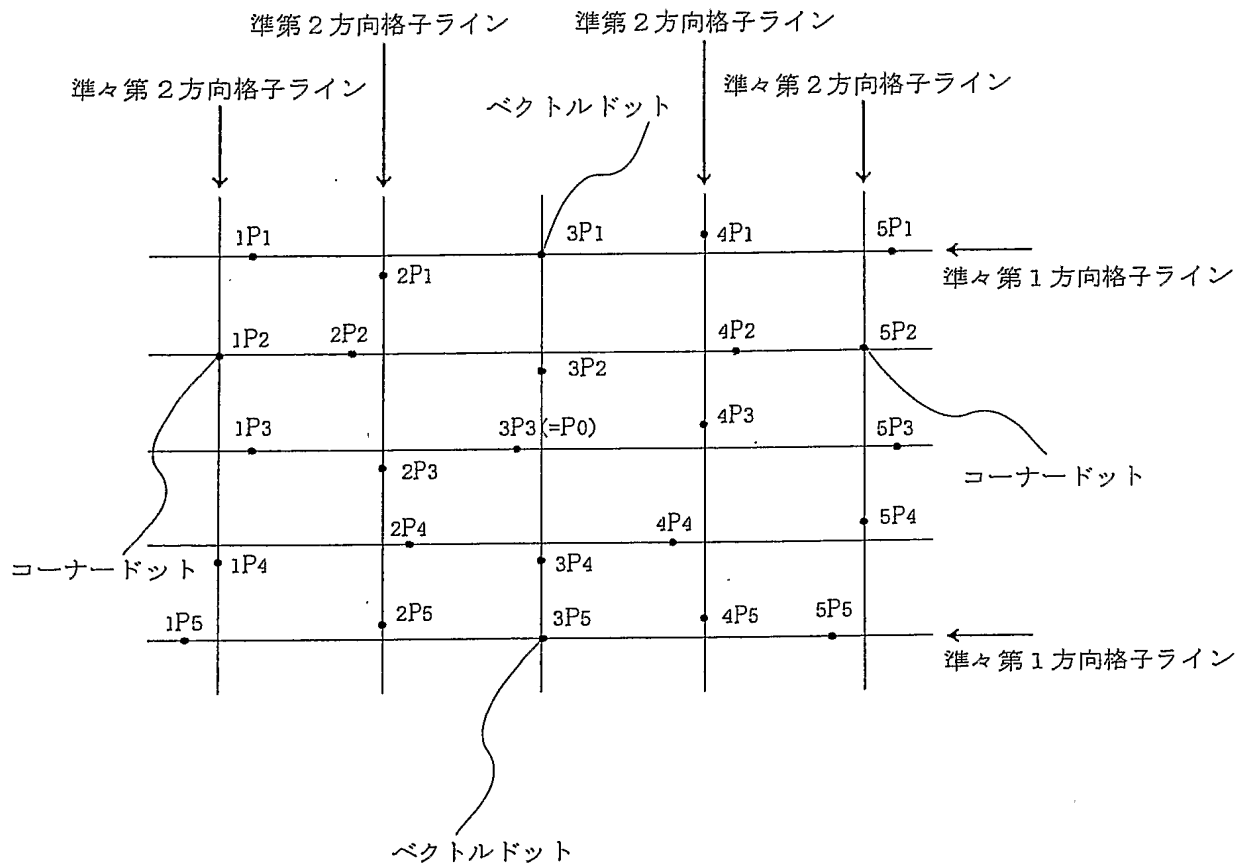 準第2方向格子ライン
準第2方向格子ライン
準々第2方向格子ライン
準々第2方向格子ライン
ベクトルドット
1P1
3P1
4P1
5P1
2P1
準々第1方向格子ライン
1P2
2P2
4P2
5P2
3P2
1P3
3P3(=P0)
4P3
5P3
2P3
コーナードット
2P4
4P4
5P4
コーナードット
1P4
3P4
1P5
2P5
3P5
4P5
5P5
準々第1方向格子ライン
ベクトルドット